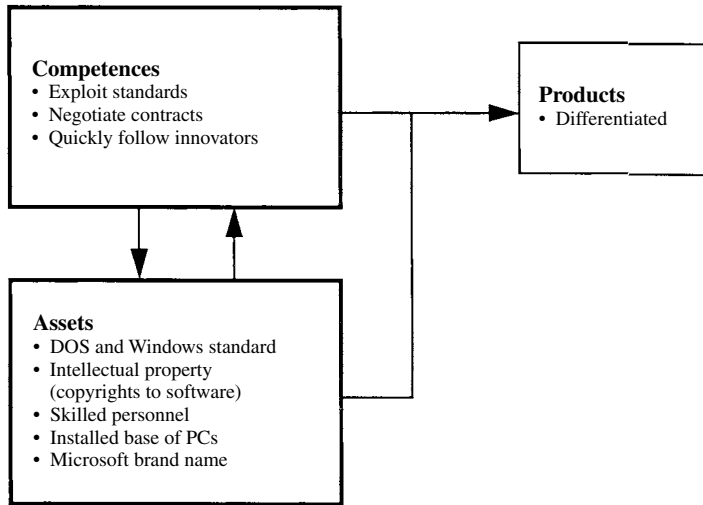 Competences
• Exploit standards
• Negotiate contracts
• Quickly follow innovators
Products
• Differentiated
Assets
• DOS and Windows standard
• Intellectual property
(copyrights to software)
• Skilled personnel
• Installed base of PCs
• Microsoft brand name